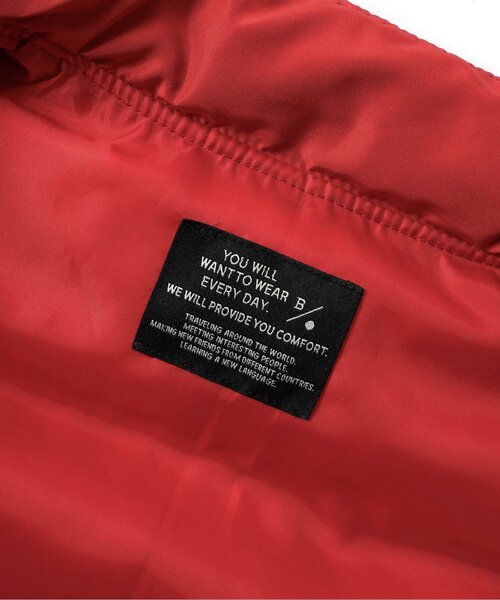 YOU WILL
WANT TO WEAR B/.
EVERY DAY.
WE WILL PROVIDE YOU COMFORT.
TRAVELING AROUND THE WORLD.
MEETING INTERESTING PEOPLE.
MAKING NEW FRIENDS FROM DIFFERENT COUNTRIES.
LEARNING A NEW LANGUAGE.